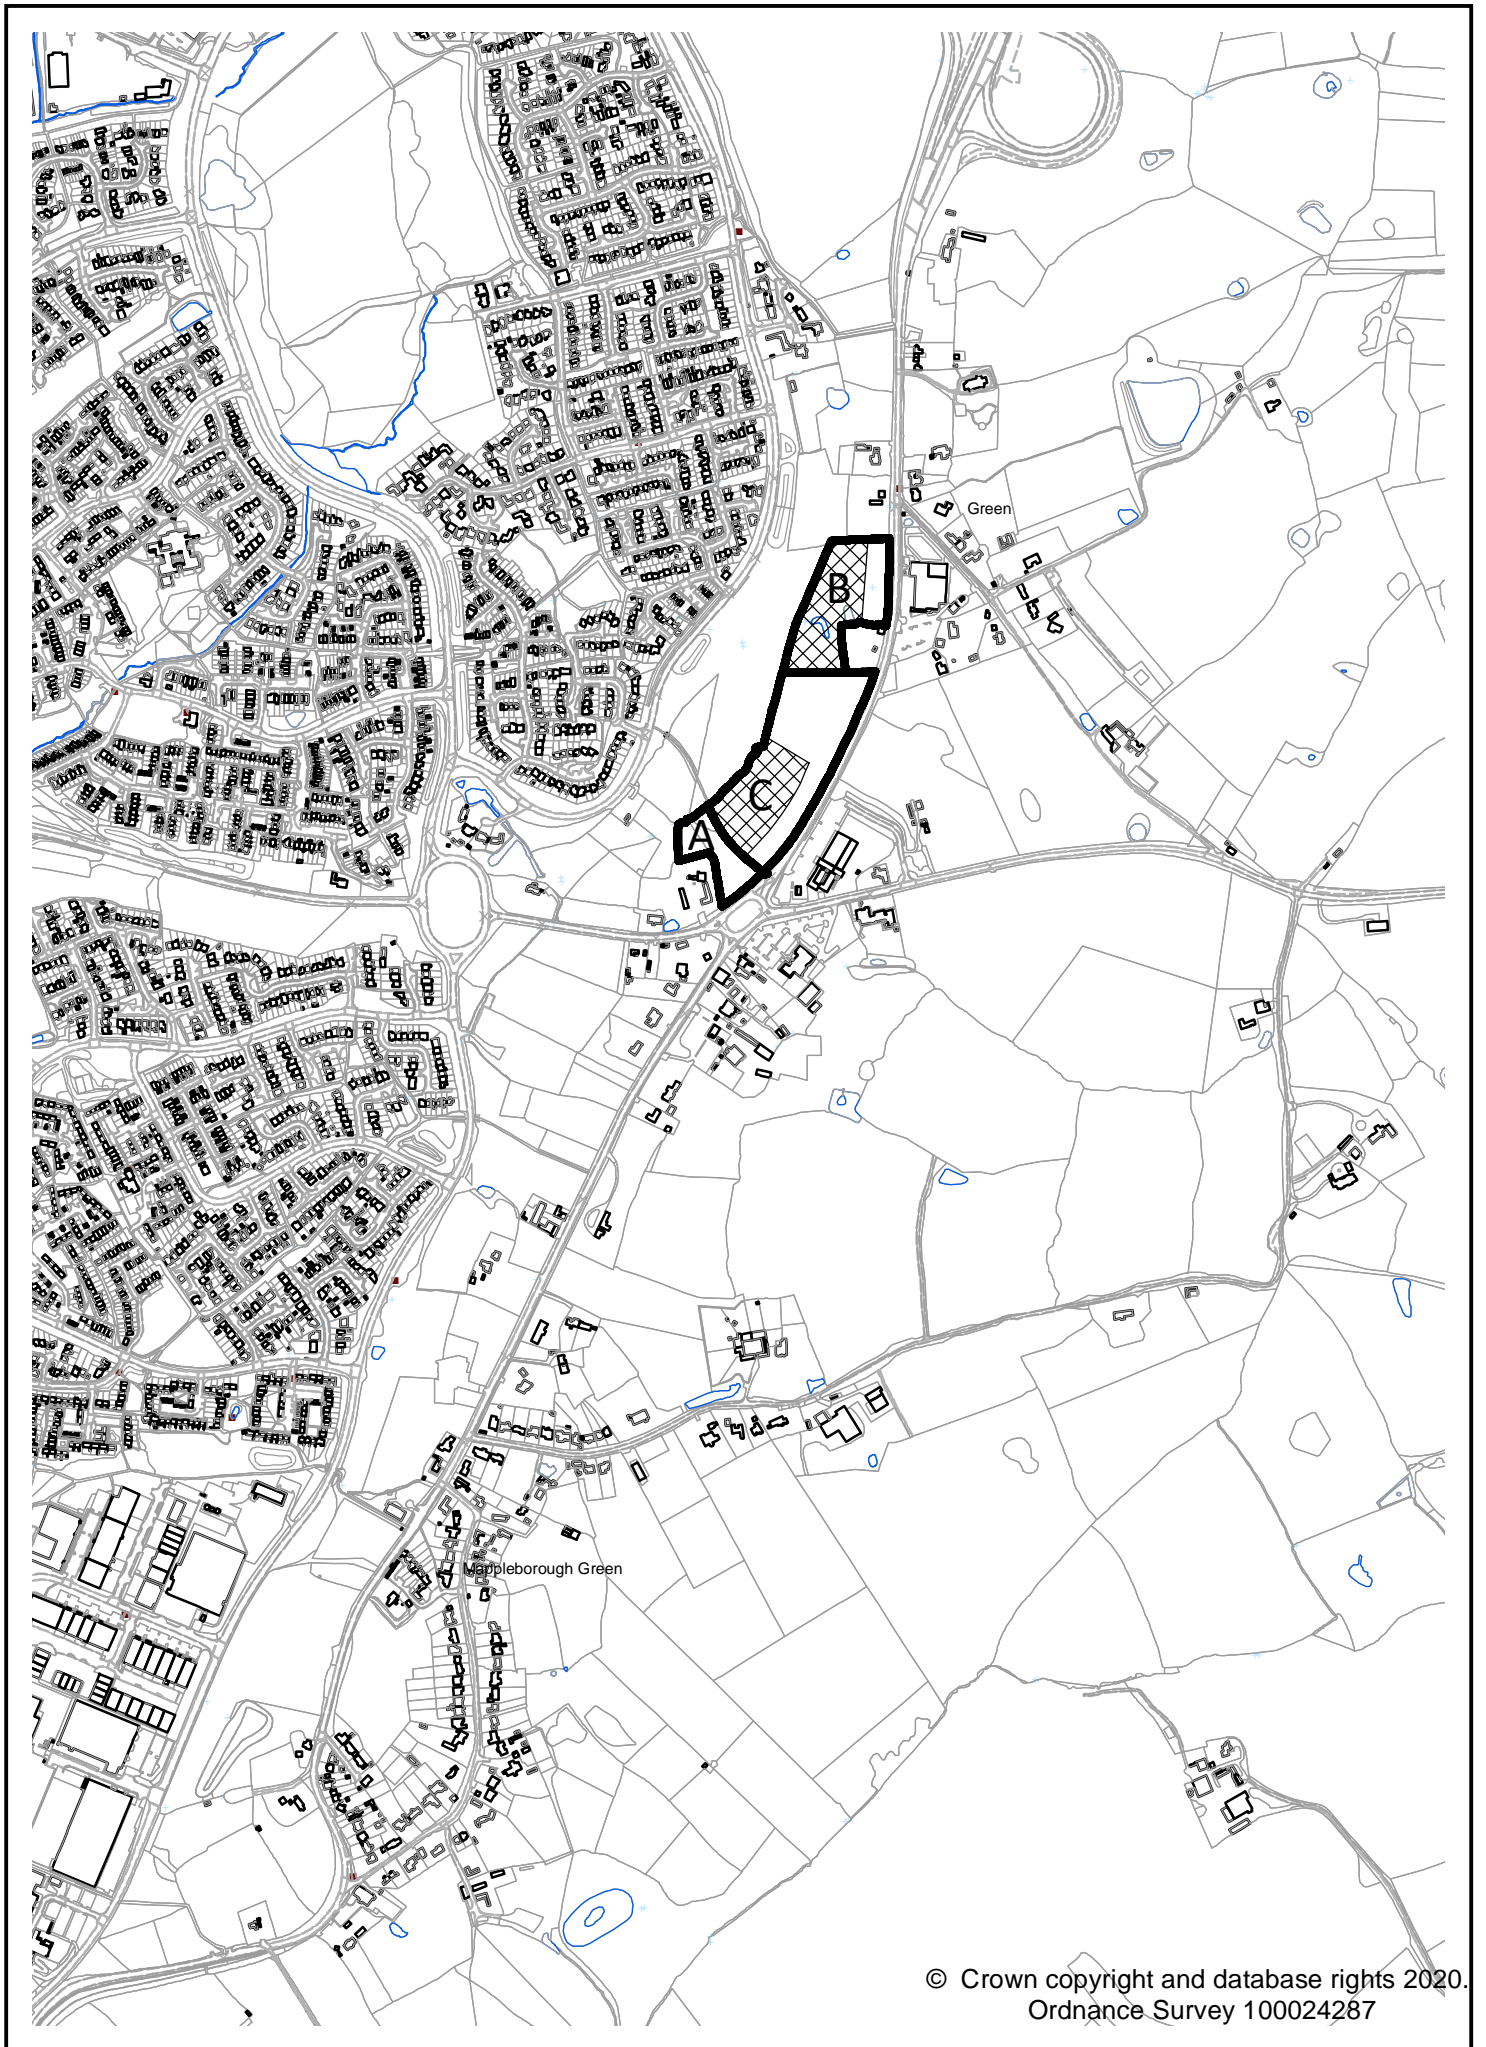 Green
B
C
A
Mappleborough Green
© Crown copyright and database rights 2020.
Ordnance Survey 100024287